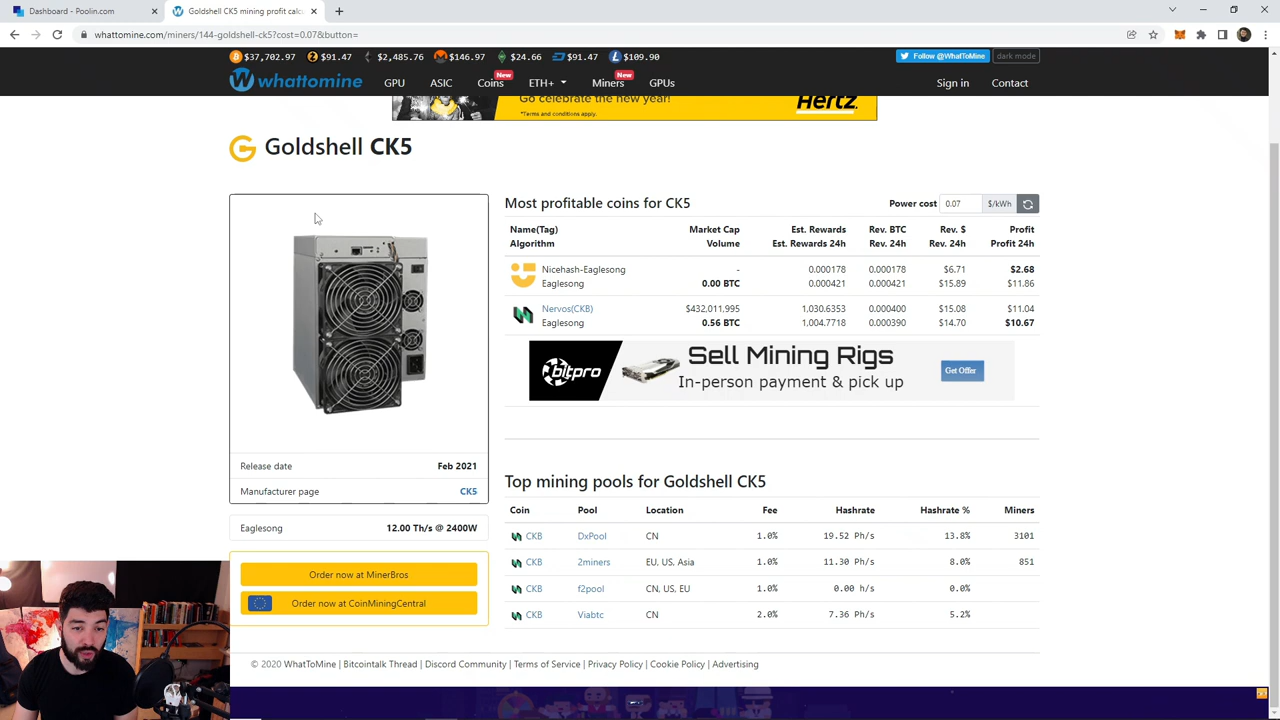 Dashboard - Poolin.com
Goldshell CK5 mining profit calcu
whattomine.com/miners/144-goldshell-ck5?cost=0.07&button=
$37,702.97 $91.47 $2,485.76 $146.97 $24.66 $91.47 $109.90
Follow @WhatToMine dark mode
whattomine GPU ASIC Coins New ETH+ Miners New GPUs Sign in Contact
Go celebrate the new year!
*Terms and conditions apply.
Hertz.
Goldshell CK5
Release date Feb 2021
Manufacturer page CK5
Eaglesong 12.00 Th/s @ 2400W
Order now at MinerBros
Order now at CoinMiningCentral
Most profitable coins for CK5 Power cost 0.07 $/kWh
Name(Tag) Market Cap Est. Rewards Rev. BTC Rev. $ Profit
Algorithm Volume Est. Rewards 24h Rev. 24h Rev. 24h Profit 24h
Nicehash-Eaglesong - 0.000178 0.000178 $6.71 $2.68
Eaglesong 0.00 BTC 0.000421 0.000421 $15.89 $11.86
Nervos(CKB) $432,011,995 1,030.6353 0.000400 $15.08 $11.04
Eaglesong 0.56 BTC 1,004.7718 0.000390 $14.70 $10.67
bitpro Sell Mining Rigs
In-person payment & pick up
Get Offer
Top mining pools for Goldshell CK5
Coin Pool Location Fee Hashrate Hashrate % Miners
CKB DxPool CN 1.0% 19.52 Ph/s 13.8% 3101
CKB 2miners EU, US, Asia 1.0% 11.30 Ph/s 8.0% 851
CKB f2pool CN, US, EU 1.0% 0.00 h/s 0.0%
CKB Viabtc CN 2.0% 7.36 Ph/s 5.2%
© 2020 WhatToMine | Bitcointalk Thread | Discord Community | Terms of Service | Privacy Policy | Cookie Policy | Advertising